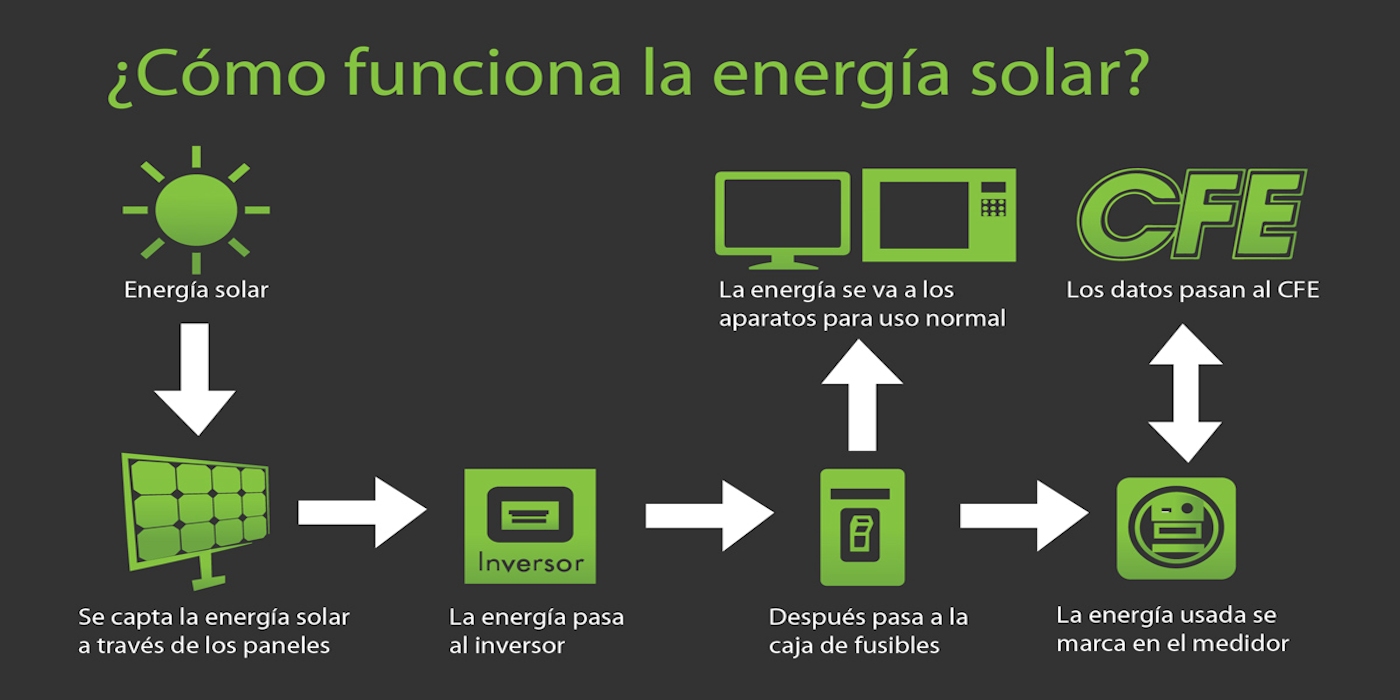 ¿Cómo funciona la energía solar?
Energía solar
La energía se va a los
aparatos para uso normal
CFE
Los datos pasan al CFE
Inversor
Se capta la energía solar
a través de los paneles
La energía pasa
al inversor
Después pasa a la
caja de fusibles
La energía usada se
marca en el medidor